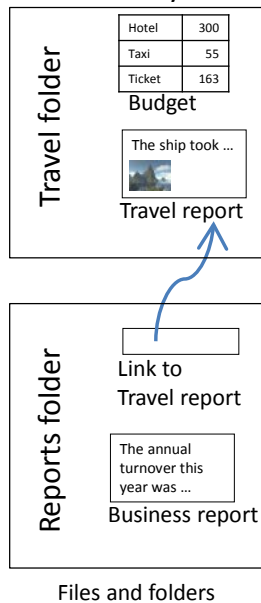 Travel folder
Hotel 300
Taxi 55
Ticket 163
Budget
The ship took ...
Travel report
Reports folder
Link to
Travel report
The annual
turnover this
year was ...
Business report
Files and folders